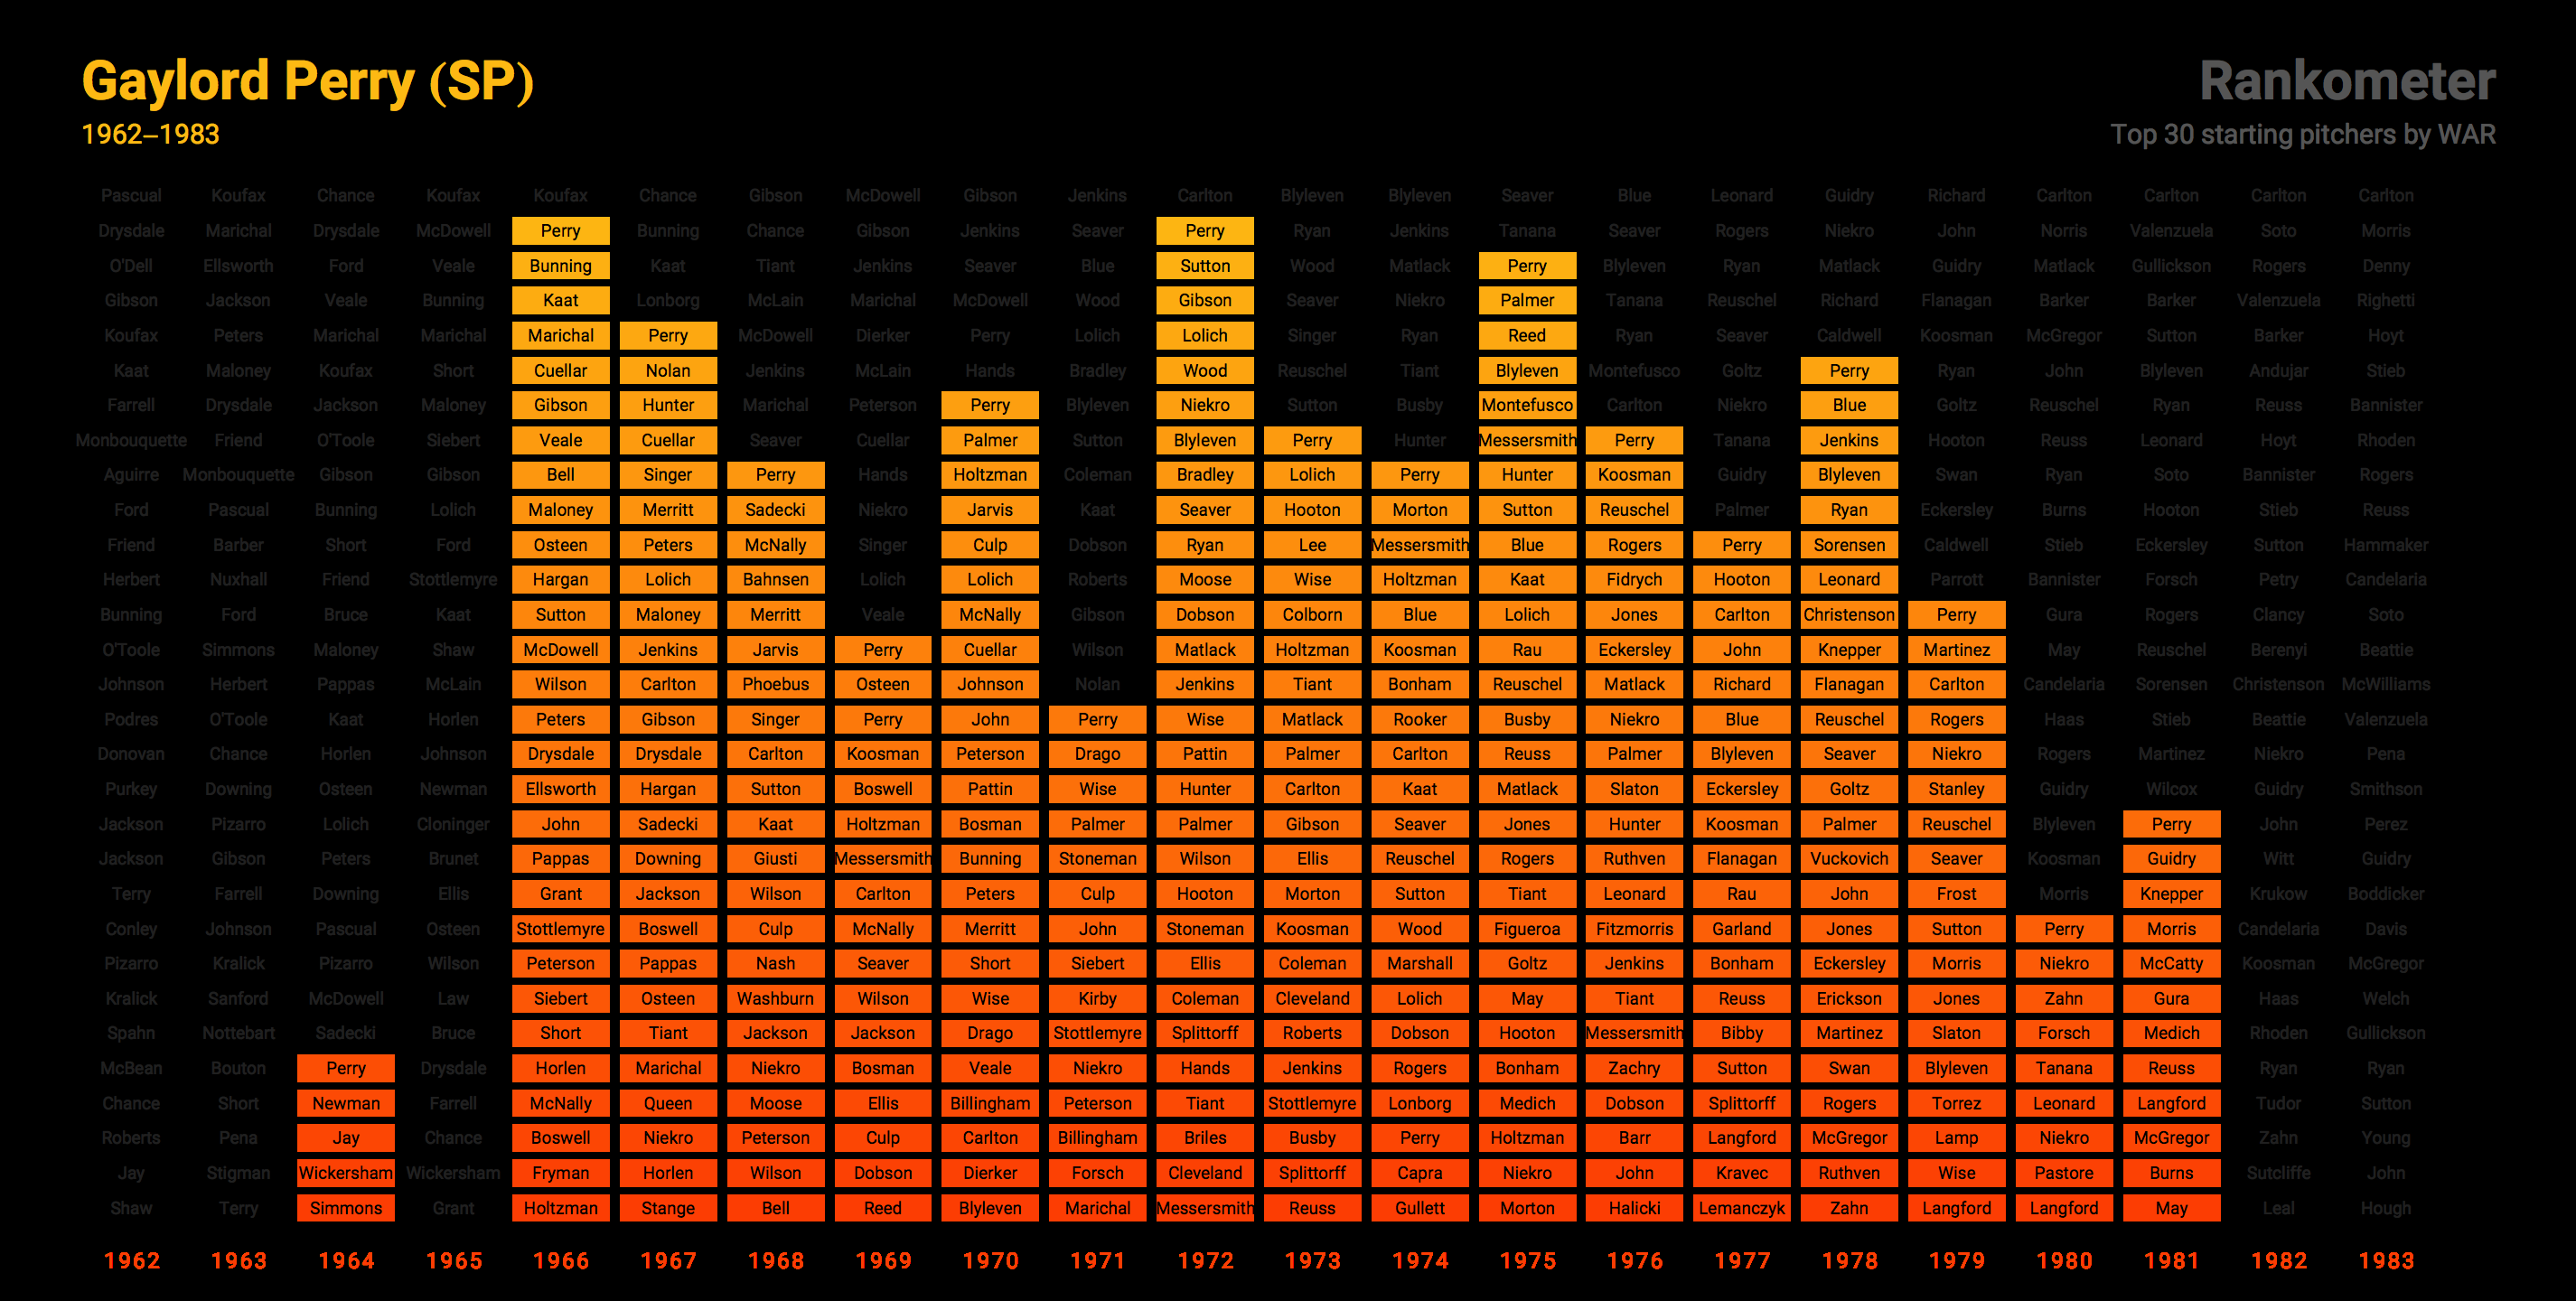 Gaylord Perry (SP)
1962–1983
Rankometer
Top 30 starting pitchers by WAR
Pascual Koufax Chance Koufax Koufax Chance Gibson McDowell Gibson Jenkins Carlton Blyleven Blyleven Seaver Blue Leonard Guidry Richard Carlton Carlton Carlton Carlton
Drysdale Marichal Drysdale McDowell Perry Bunning Chance Gibson Jenkins Seaver Perry Ryan Jenkins Tanana Seaver Rogers Niekro John Norris Valenzuela Soto Morris
O'Dell Ellsworth Ford Veale Bunning Kaat Tiant Jenkins Seaver Blue Sutton Wood Matlack Perry Blyleven Ryan Matlack Guidry Matlack Gullickson Rogers Denny
Gibson Jackson Veale Bunning Kaat Lonborg McLain Marichal McDowell Wood Gibson Seaver Niekro Palmer Tanana Reuschel Richard Flanagan Barker Barker Valenzuela Righetti
Koufax Peters Marichal Marichal Marichal Perry McDowell Dierker Perry Lolich Lolich Singer Ryan Reed Ryan Seaver Caldwell Koosman McGregor Sutton Barker Hoyt
Kaat Maloney Koufax Short Cuellar Nolan Jenkins McLain Hands Bradley Wood Reuschel Tiant Blyleven Montefusco Goltz Perry Ryan John Blyleven Andujar Stieb
Farrell Drysdale Jackson Maloney Gibson Hunter Marichal Peterson Perry Blyleven Niekro Sutton Busby Montefusco Carlton Niekro Blue Goltz Reuschel Ryan Reuss Bannister
Monbouquette Friend O'Toole Siebert Veale Cuellar Seaver Cuellar Palmer Sutton Blyleven Perry Hunter Messersmith Perry Tanana Jenkins Hooton Reuss Leonard Hoyt Rhoden
Aguirre Monbouquette Gibson Gibson Bell Singer Perry Hands Holtzman Coleman Bradley Lolich Perry Hunter Koosman Guidry Blyleven Swan Ryan Soto Bannister Rogers
Ford Pascual Bunning Lolich Maloney Merritt Sadecki Niekro Jarvis Kaat Seaver Hooton Morton Sutton Reuschel Palmer Ryan Eckersley Burns Hooton Stieb Reuss
Friend Barber Short Ford Osteen Peters McNally Singer Culp Dobson Ryan Lee Messersmith Blue Rogers Perry Sorensen Caldwell Stieb Eckersley Sutton Hammaker
Herbert Nuxhall Friend Stottlemyre Hargan Lolich Bahnsen Lolich Lolich Roberts Moose Wise Holtzman Kaat Fidrych Hooton Leonard Parrott Bannister Forsch Petry Candelaria
Bunning Ford Bruce Kaat Sutton Maloney Merritt Veale McNally Gibson Dobson Colborn Blue Lolich Jones Carlton Christenson Perry Gura Rogers Clancy Soto
O'Toole Simmons Maloney Shaw McDowell Jenkins Jarvis Perry Cuellar Wilson Matlack Holtzman Koosman Rau Eckersley John Knepper Martinez May Reuschel Berenyi Beattie
Johnson Herbert Pappas McLain Wilson Carlton Phoebus Osteen Johnson Nolan Jenkins Tiant Bonham Reuschel Matlack Richard Flanagan Carlton Candelaria Sorensen Christenson McWilliams
Podres O'Toole Kaat Horlen Peters Gibson Singer Perry John Perry Wise Matlack Rooker Busby Niekro Blue Reuschel Rogers Haas Stieb Beattie Valenzuela
Donovan Chance Horlen Johnson Drysdale Drysdale Carlton Koosman Peterson Drago Pattin Palmer Carlton Reuss Palmer Blyleven Seaver Niekro Rogers Martinez Niekro Pena
Purkey Downing Osteen Newman Ellsworth Hargan Sutton Boswell Pattin Wise Hunter Carlton Kaat Matlack Slaton Eckersley Goltz Stanley Guidry Wilcox Guidry Smithson
Jackson Pizarro Lolich Cloninger John Sadecki Kaat Holtzman Bosman Palmer Palmer Gibson Seaver Jones Hunter Koosman Palmer Reuschel Blyleven Perry John Perez
Jackson Gibson Peters Brunet Pappas Downing Giusti Messersmith Bunning Stoneman Wilson Ellis Reuschel Rogers Ruthven Flanagan Vuckovich Seaver Koosman Guidry Witt Guidry
Terry Farrell Downing Ellis Grant Jackson Wilson Carlton Peters Culp Hooton Morton Sutton Tiant Leonard Rau John Frost Morris Knepper Krukow Boddicker
Conley Johnson Pascual Osteen Stottlemyre Boswell Culp McNally Merritt John Stoneman Koosman Wood Figueroa Fitzmorris Garland Jones Sutton Perry Morris Candelaria Davis
Pizarro Kralick Pizarro Wilson Peterson Pappas Nash Seaver Short Siebert Ellis Coleman Marshall Goltz Jenkins Bonham Eckersley Morris Niekro McCatty Koosman McGregor
Kralick Sanford McDowell Law Siebert Osteen Washburn Wilson Wise Kirby Coleman Cleveland Lolich May Tiant Reuss Erickson Jones Zahn Gura Haas Welch
Spahn Nottebart Sadecki Bruce Short Tiant Jackson Jackson Drago Stottlemyre Splittorff Roberts Dobson Hooton Messersmith Bibby Martinez Slaton Forsch Medich Rhoden Gullickson
McBean Bouton Perry Drysdale Horlen Marichal Niekro Bosman Veale Niekro Hands Jenkins Rogers Bonham Zachry Sutton Swan Blyleven Tanana Reuss Ryan Ryan
Chance Short Newman Farrell McNally Queen Moose Ellis Billingham Peterson Tiant Stottlemyre Lonborg Medich Dobson Splittorff Rogers Torrez Leonard Langford Tudor Sutton
Roberts Pena Jay Chance Boswell Niekro Peterson Culp Carlton Billingham Briles Busby Perry Holtzman Barr Langford McGregor Lamp Niekro McGregor Zahn Young
Jay Stigman Wickersham Wickersham Fryman Horlen Wilson Dobson Dierker Forsch Cleveland Splittorff Capra Niekro John Kravec Ruthven Wise Pastore Burns Sutcliffe John
Shaw Terry Simmons Grant Holtzman Stange Bell Reed Blyleven Marichal Messersmith Reuss Gullett Morton Halicki Lemanczyk Zahn Langford Langford May Leal Hough
1962 1963 1964 1965 1966 1967 1968 1969 1970 1971 1972 1973 1974 1975 1976 1977 1978 1979 1980 1981 1982 1983